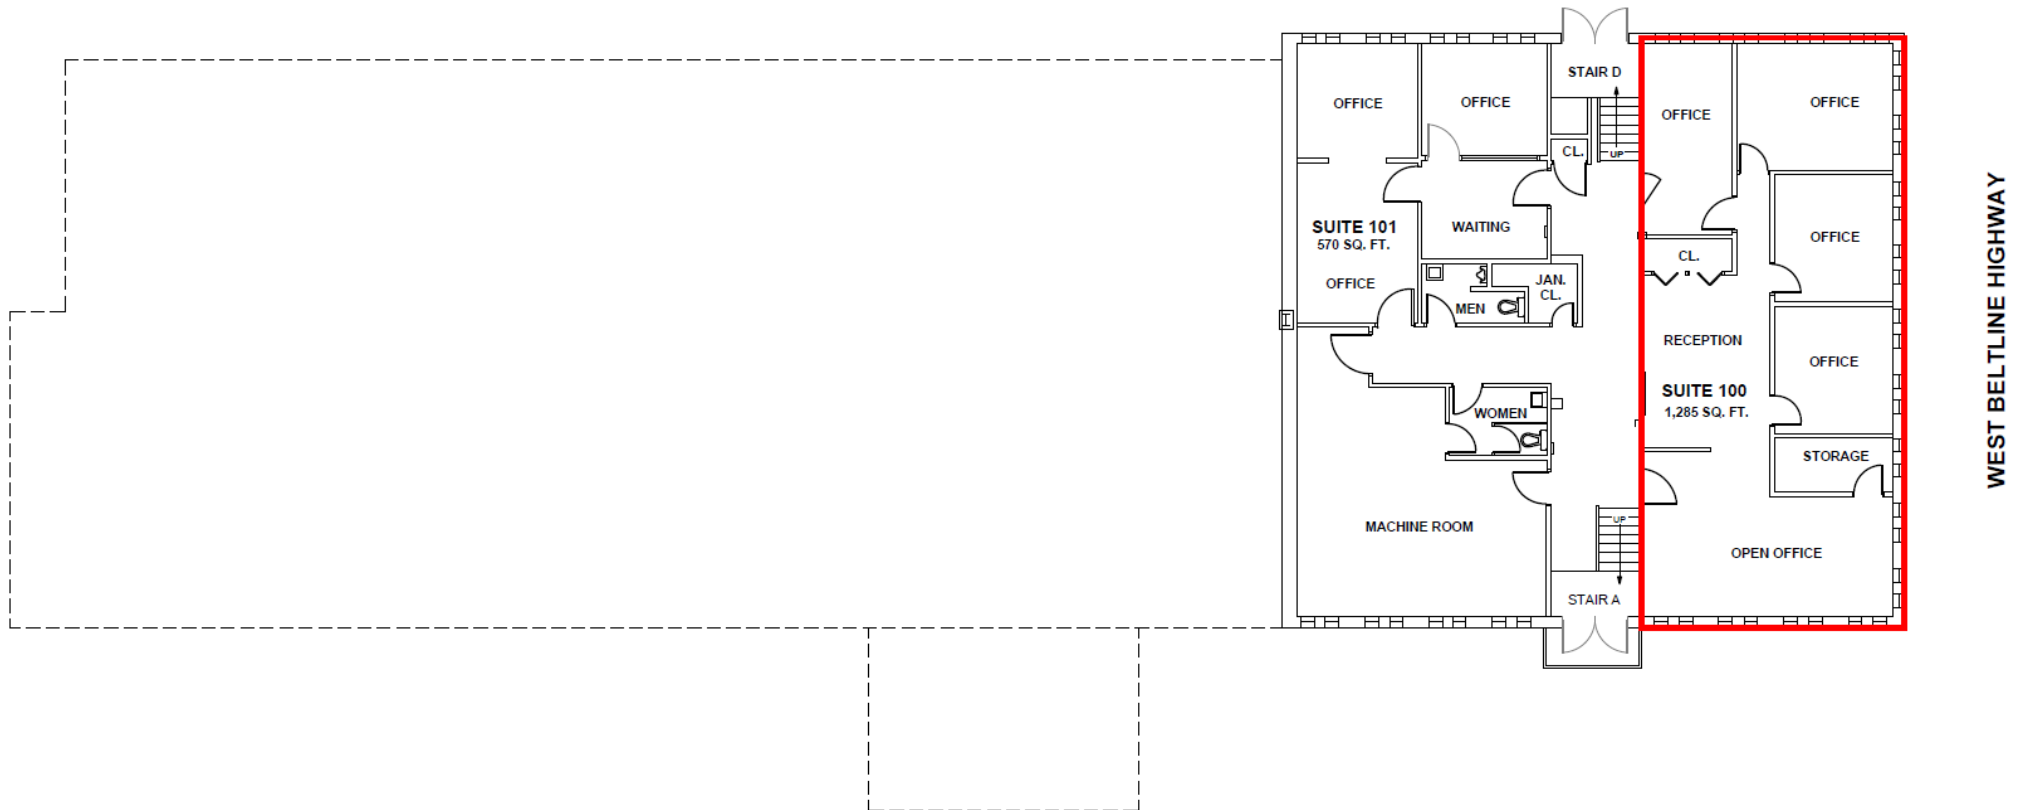 STAIR D
OFFICE
OFFICE
CL.
UP
SUITE 101
570 SQ. FT.
WAITING
OFFICE
MEN
JAN.
CL.
WOMEN
MACHINE ROOM
UP
STAIR A
OFFICE
OFFICE
OFFICE
CL.
RECEPTION
OFFICE
SUITE 100
1,285 SQ. FT.
STORAGE
OPEN OFFICE
WEST BELTLINE HIGHWAY